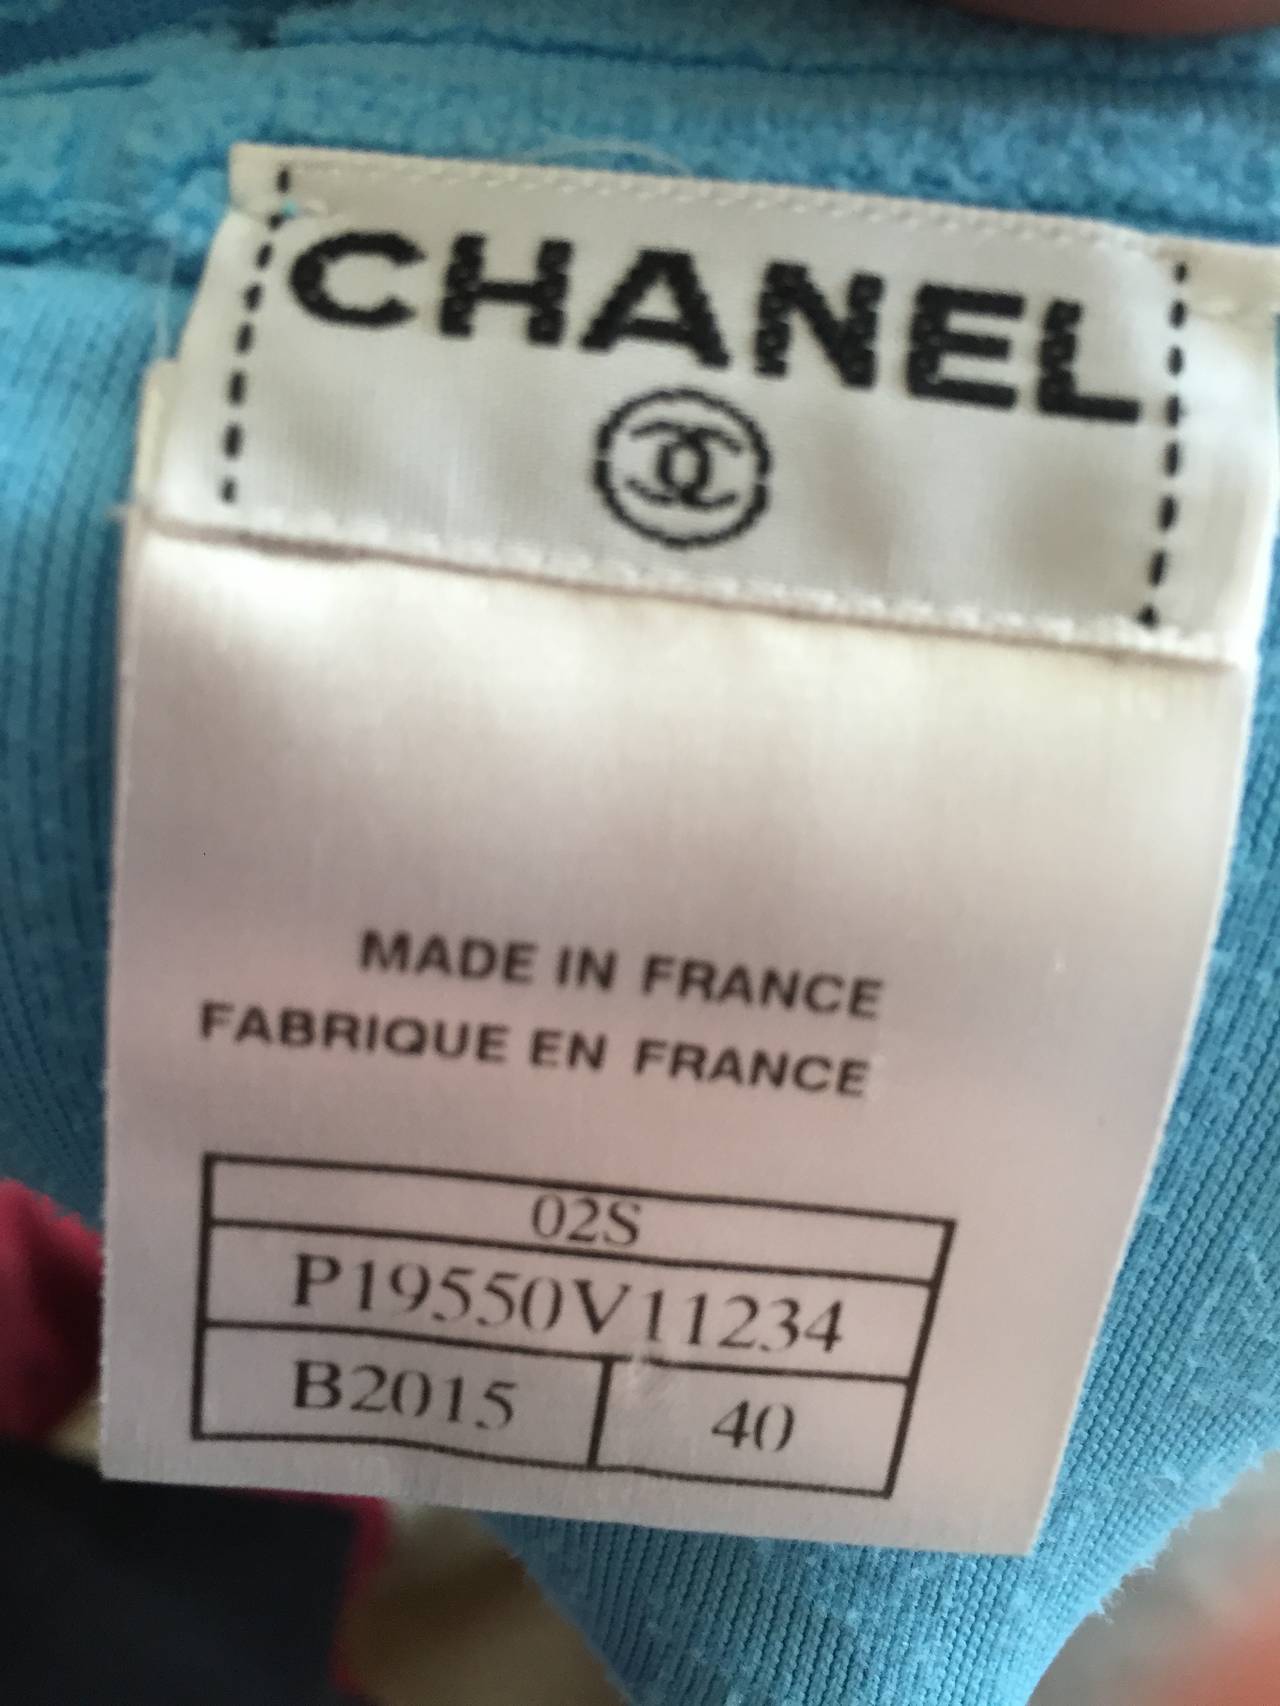 CHANEL
MADE IN FRANCE
FABRIQUE EN FRANCE
02S
P19550V11234
B2015 40